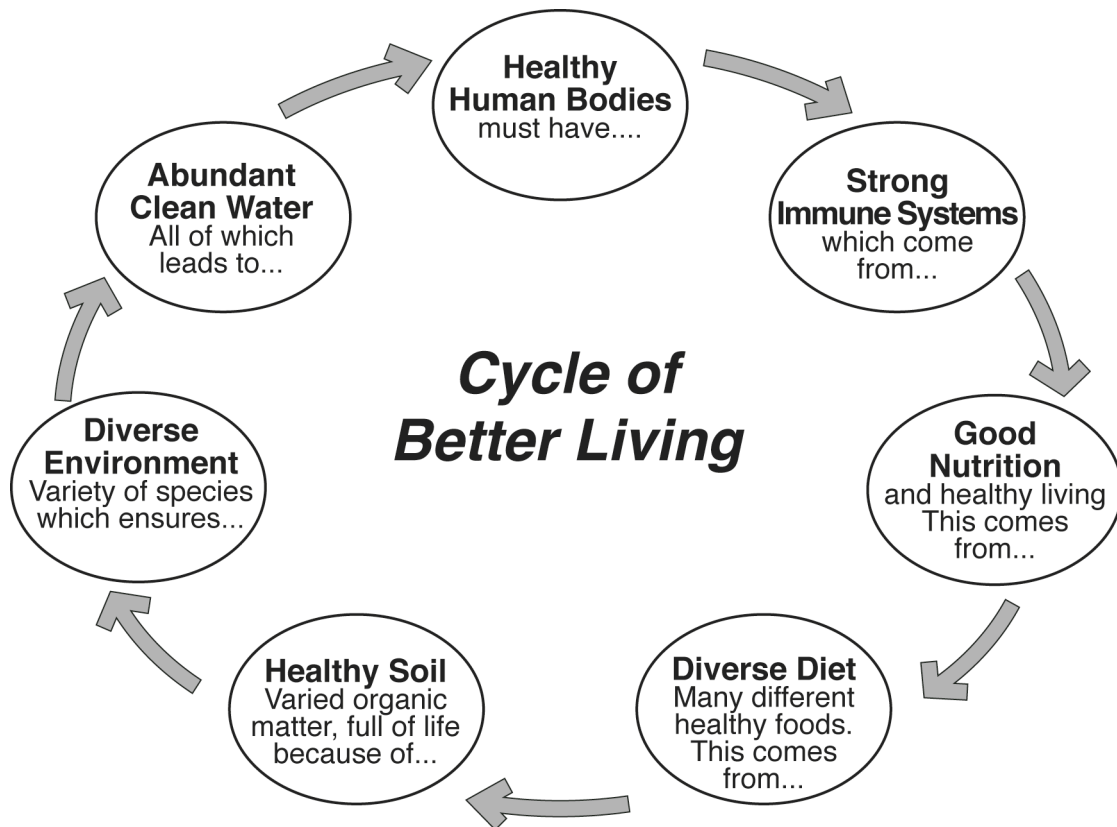 Healthy
Human Bodies
must have....
Strong
Immune Systems
which come
from...
Good
Nutrition
and healthy living
This comes
from...
Diverse Diet
Many different
healthy foods.
This comes
from...
Healthy Soil
Varied organic
matter, full of life
because of...
Diverse
Environment
Variety of species
which ensures...
Abundant
Clean Water
All of which
leads to...
Cycle of
Better Living